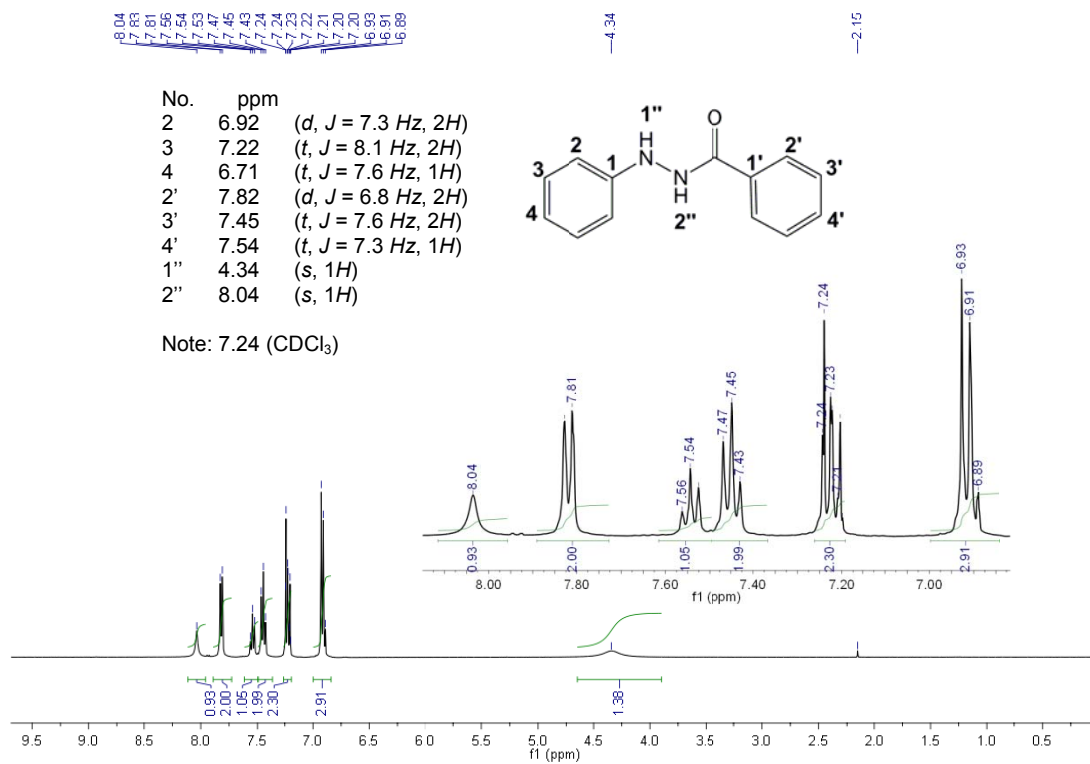 8.04 7.83 7.81 7.56 7.54 7.53 7.47 7.45 7.43 7.24 7.24 7.23 7.22 7.21 7.20 7.20 6.93 6.91 6.89 4.34 2.15
No. ppm
2 6.92 (d, J = 7.3 Hz, 2H)
3 7.22 (t, J = 8.1 Hz, 2H)
4 6.71 (t, J = 7.6 Hz, 1H)
2' 7.82 (d, J = 6.8 Hz, 2H)
3' 7.45 (t, J = 7.6 Hz, 2H)
4' 7.54 (t, J = 7.3 Hz, 1H)
1'' 4.34 (s, 1H)
2'' 8.04 (s, 1H)
Note: 7.24 (CDCl₃)
1''
H
N
O
2
1
3
4
N
H
2''
1'
2'
3'
4'
8.04 7.81 7.56 7.54 7.47 7.45 7.43 7.24 7.24 7.23 7.21 6.93 6.91 6.89
0.93 2.00 1.05 1.99 2.30 2.91
8.00 7.80 7.60 7.40 7.20 7.00
f1 (ppm)
0.93 2.00 1.05 1.99 2.30 2.91 1.38
9.5 9.0 8.5 8.0 7.5 7.0 6.5 6.0 5.5 5.0 4.5 4.0 3.5 3.0 2.5 2.0 1.5 1.0 0.5 0.0
f1 (ppm)